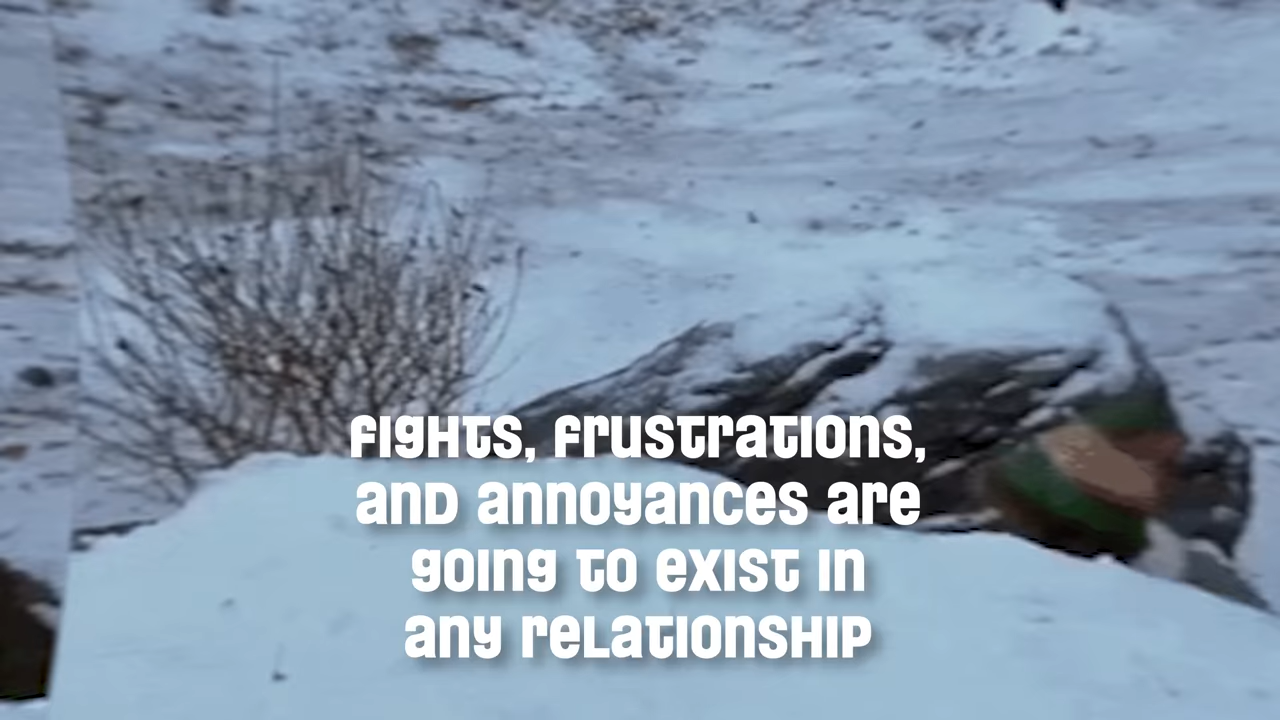 fights, frustrations,
and annoyances are
going to exist in
any relationship